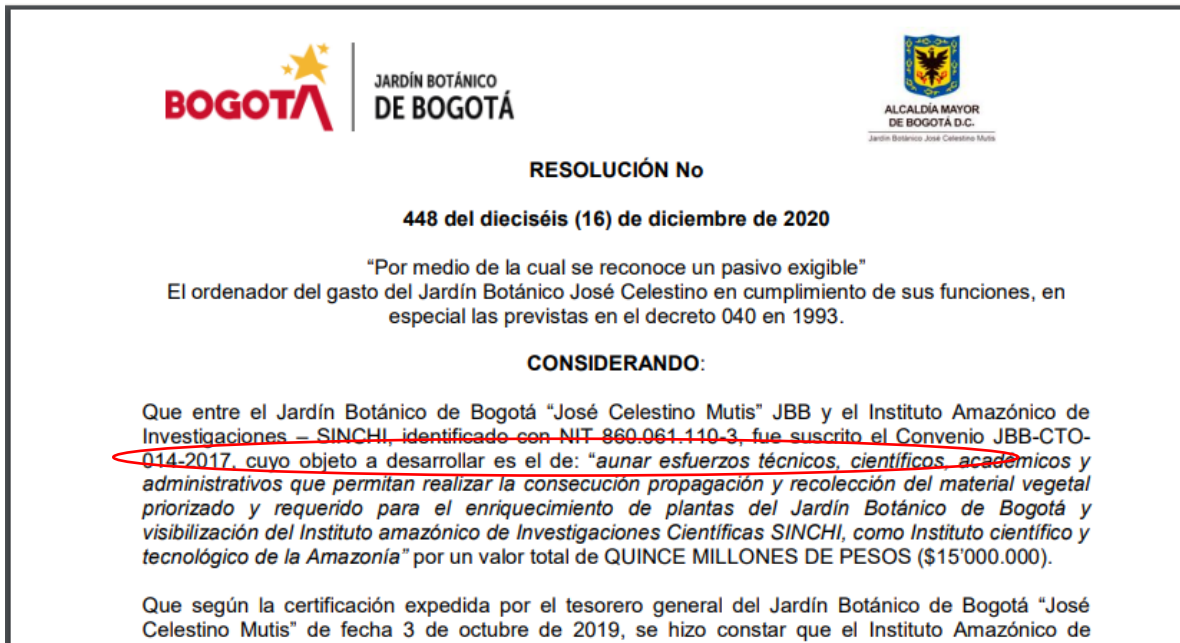 BOGOTÁ
JARDÍN BOTÁNICO
DE BOGOTÁ
ALCALDÍA MAYOR
DE BOGOTÁ D.C.
Jardín Botánico José Celestino Mutis
RESOLUCIÓN No
448 del dieciséis (16) de diciembre de 2020
“Por medio de la cual se reconoce un pasivo exigible”
El ordenador del gasto del Jardín Botánico José Celestino en cumplimiento de sus funciones, en
especial las previstas en el decreto 040 en 1993.
CONSIDERANDO:
Que entre el Jardín Botánico de Bogotá “José Celestino Mutis” JBB y el Instituto Amazónico de
Investigaciones – SINCHI, identificado con NIT 860.061.110-3, fue suscrito el Convenio JBB-CTO-
014-2017, cuyo objeto a desarrollar es el de: “aunar esfuerzos técnicos, científicos, académicos y
administrativos que permitan realizar la consecución propagación y recolección del material vegetal
priorizado y requerido para el enriquecimiento de plantas del Jardín Botánico de Bogotá y
visibilización del Instituto amazónico de Investigaciones Científicas SINCHI, como Instituto científico y
tecnológico de la Amazonía” por un valor total de QUINCE MILLONES DE PESOS ($15’000.000).
Que según la certificación expedida por el tesorero general del Jardín Botánico de Bogotá “José
Celestino Mutis” de fecha 3 de octubre de 2019, se hizo constar que el Instituto Amazónico de